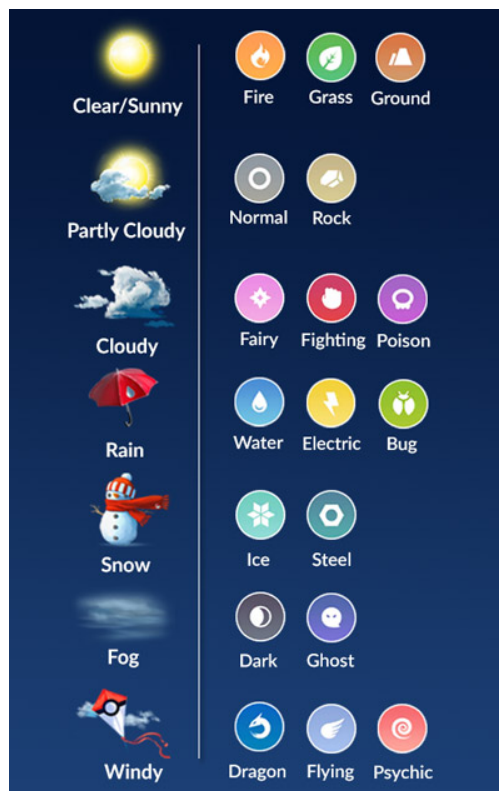 Clear/Sunny
Fire Grass Ground
Partly Cloudy
Normal Rock
Cloudy
Fairy Fighting Poison
Rain
Water Electric Bug
Snow
Ice Steel
Fog
Dark Ghost
Windy
Dragon Flying Psychic